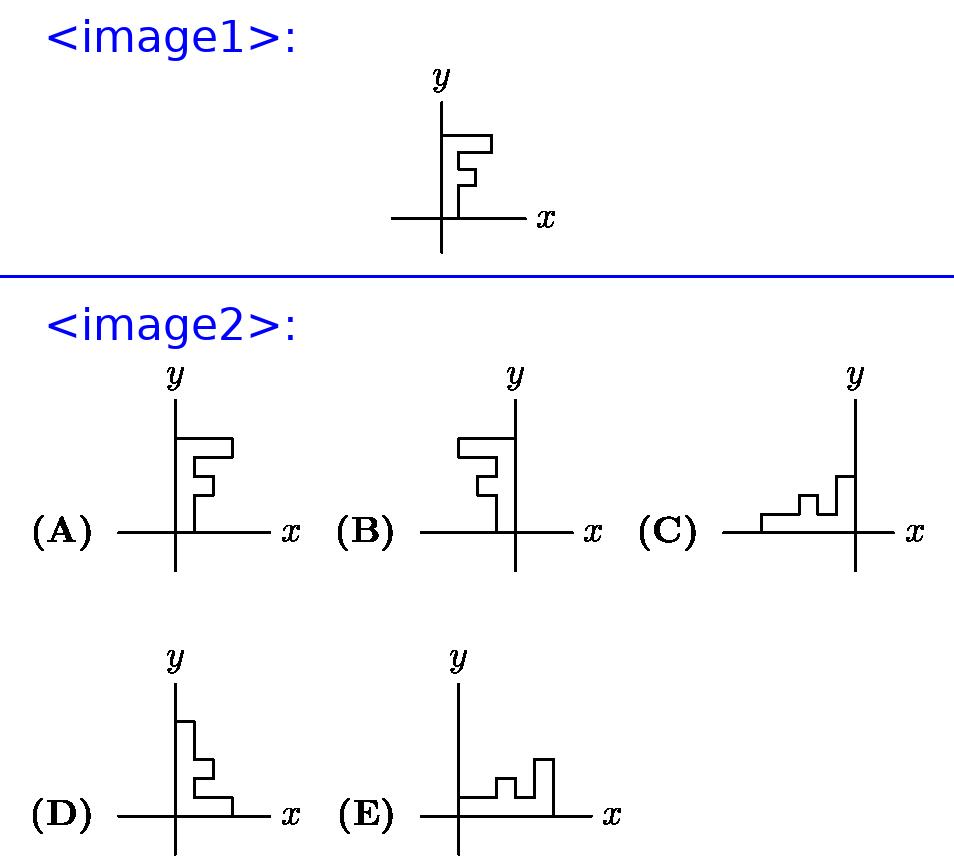 <image1>:
y
x
<image2>:
y y y
(A) x (B) x (C) x
y y
(D) x (E) x